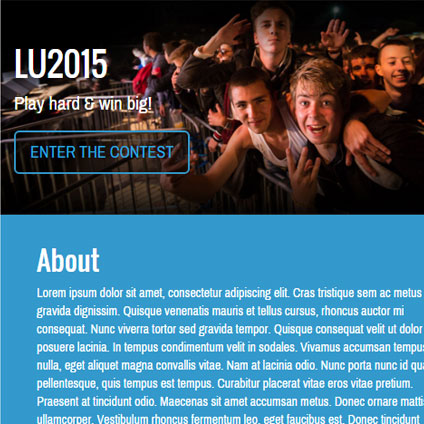 LU2015
Play hard & win big!
ENTER THE CONTEST
About
Lorem ipsum dolor sit amet, consectetur adipiscing elit. Cras tristique sem ac metus
gravida dignissim. Quisque venenatis mauris et tellus cursus, rhoncus auctor mi
consequat. Nunc viverra tortor sed gravida tempor. Quisque consequat velit ut dolor
posuere lacinia. In tempus condimentum velit in sodales. Vivamus accumsan tempus
nulla, eget aliquet magna convallis vitae. Nam at lacinia odio. Nunc porta nunc id
pellentesque, quis tempus est tempus. Curabitur placerat vitae eros vitae pretium.
Praesent at tincidunt odio. Maecenas sit amet accumsan metus. Donec ornare
ullamcorper. Vestibulum rhoncus fermentum leo, eget faucibus est. Donec tincidunt